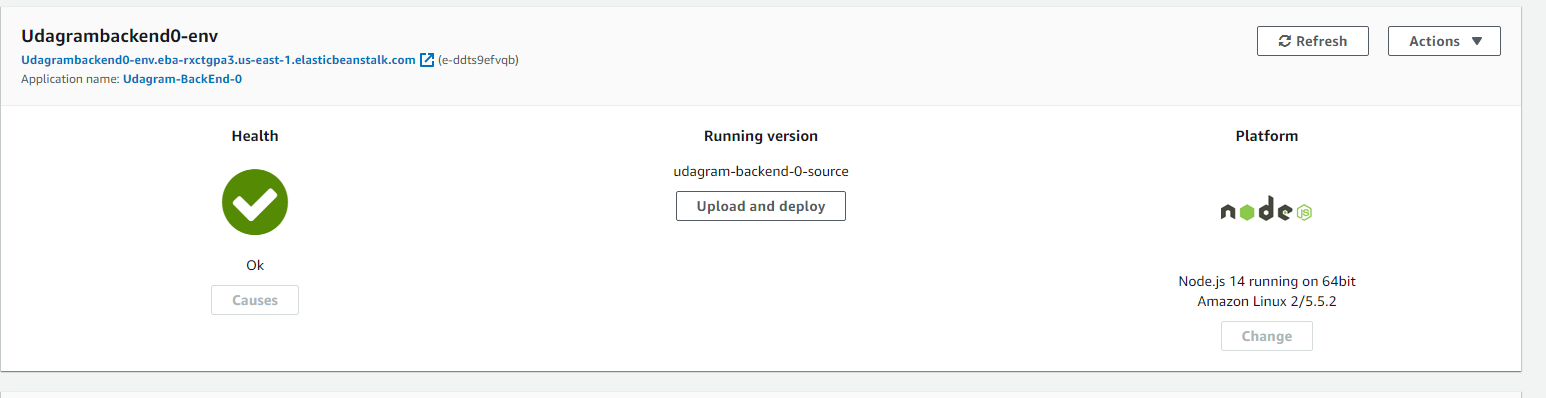 Udagrambackend0-env
Udagrambackend0-env.eba-rxctgpa3.us-east-1.elasticbeanstalk.com (e-ddts9efvqb)
Application name: Udagram-BackEnd-0
Refresh
Actions
Health
Ok
Causes
Running version
udagram-backend-0-source
Upload and deploy
Platform
node JS
Node.js 14 running on 64bit
Amazon Linux 2/5.5.2
Change